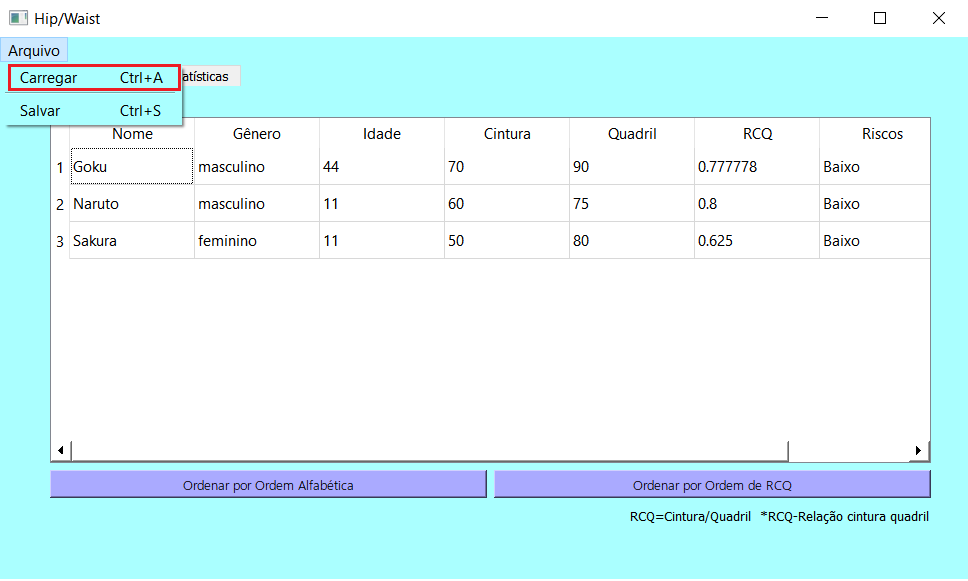 Hip/Waist
Arquivo
Carregar Ctrl+A
atísticas
Salvar Ctrl+S
Nome Gênero Idade Cintura Quadril RCQ Riscos
1 Goku masculino 44 70 90 0.777778 Baixo
2 Naruto masculino 11 60 75 0.8 Baixo
3 Sakura feminino 11 50 80 0.625 Baixo
Ordenar por Ordem Alfabética Ordenar por Ordem de RCQ
RCQ=Cintura/Quadril *RCQ-Relação cintura quadril